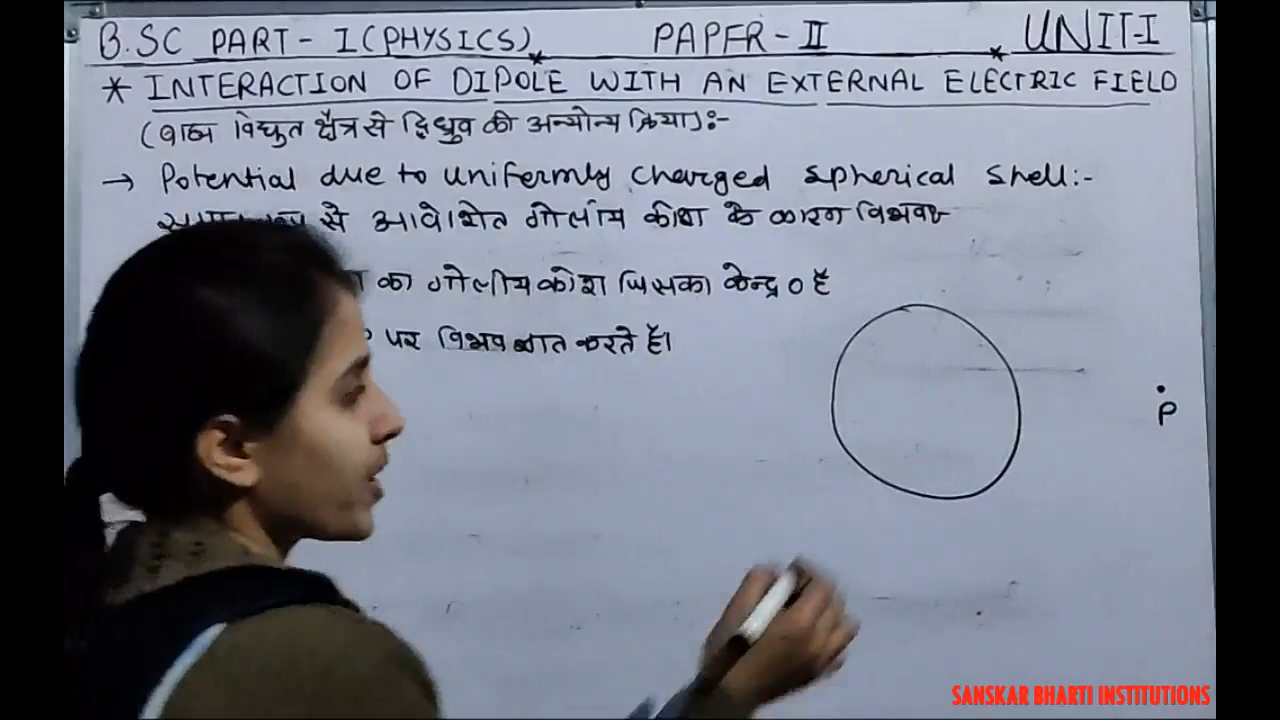 B.SC PART-I(PHYSICS) PAPER-II UNIT-I
* INTERACTION OF DIPOLE WITH AN EXTERNAL ELECTRIC FIELD
(बाह्य विद्युत क्षेत्र से द्विध्रुव की अन्योन्य क्रिया):-
→ Potential due to uniformly charged spherical shell:-
से आवेशित गोलीय कोश के कारण विभव
का गोलीय कोश जिसका केन्द्र O है
पर विभव ज्ञात करते है।
P
SANSKAR BHARTI INSTITUTIONS